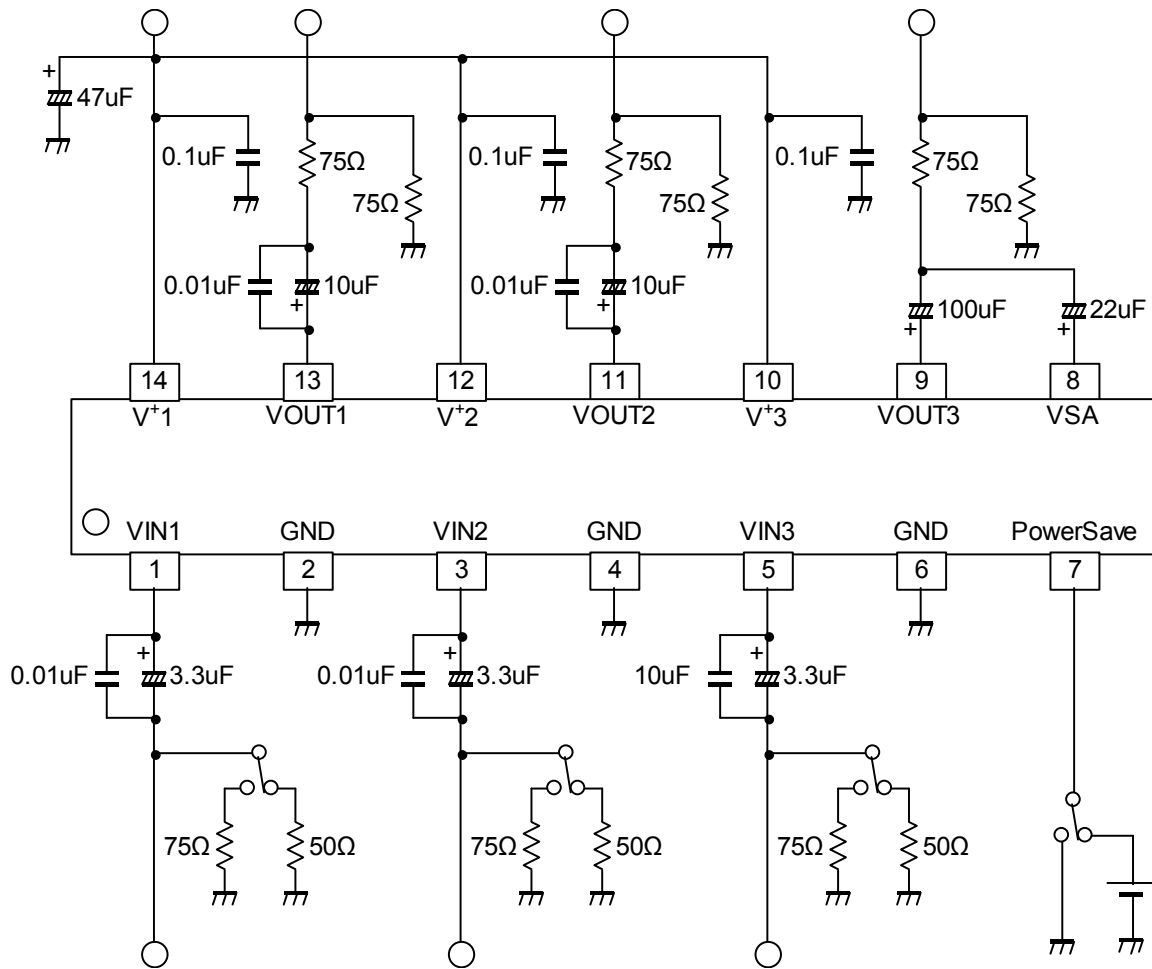 +
47uF
0.1uF
75Ω
75Ω
0.1uF
75Ω
75Ω
0.1uF
75Ω
75Ω
0.01uF
10uF
+
0.01uF
10uF
+
100uF
+
22uF
+
14
13
12
11
10
9
8
V+1
VOUT1
V+2
VOUT2
V+3
VOUT3
VSA
VIN1
GND
VIN2
GND
VIN3
GND
PowerSave
1
2
3
4
5
6
7
0.01uF
+
3.3uF
0.01uF
+
3.3uF
10uF
+
3.3uF
75Ω
50Ω
75Ω
50Ω
75Ω
50Ω